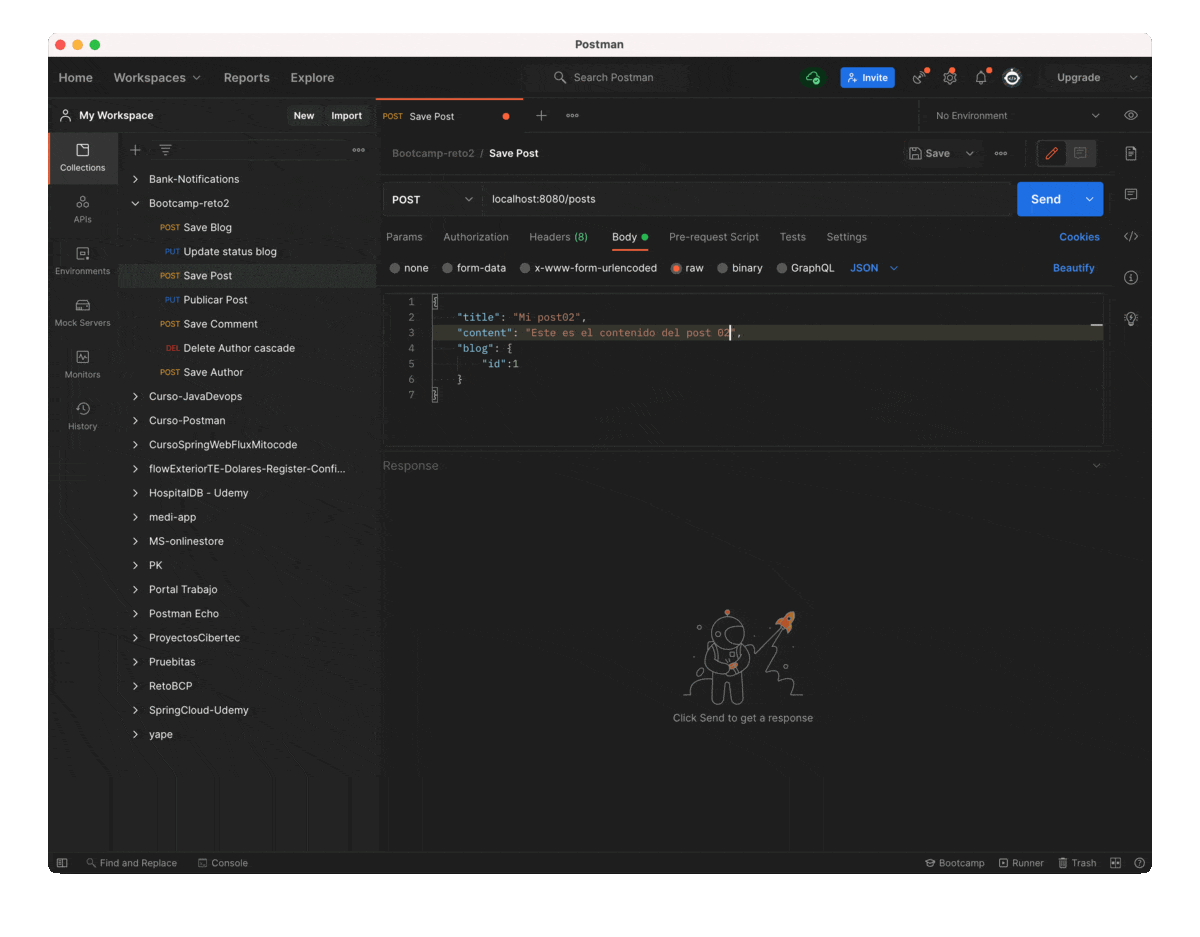 Postman
Home Workspaces Reports Explore Search Postman Invite Upgrade
My Workspace New Import POST Save Post No Environment
Bootcamp-reto2 / Save Post Save
Collections
APIs
Environments
Mock Servers
Monitors
History
Bank-Notifications
Bootcamp-reto2
POST Save Blog
PUT Update status blog
POST Save Post
PUT Publicar Post
POST Save Comment
DEL Delete Author cascade
POST Save Author
Curso-JavaDevops
Curso-Postman
CursoSpringWebFluxMitocode
flowExteriorTE-Dolares-Register-Confi...
HospitalDB - Udemy
medi-app
MS-onlinestore
PK
Portal Trabajo
Postman Echo
ProyectosCibertec
Pruebitas
RetoBCP
SpringCloud-Udemy
yape
POST localhost:8080/posts Send
Params Authorization Headers (8) Body Pre-request Script Tests Settings Cookies
none form-data x-www-form-urlencoded raw binary GraphQL JSON Beautify
1 {
2 "title": "Mi post02",
3 "content": "Este es el contenido del post 02",
4 "blog": {
5 "id":1
6 }
7 }
Response
Click Send to get a response
Find and Replace Console Bootcamp Runner Trash